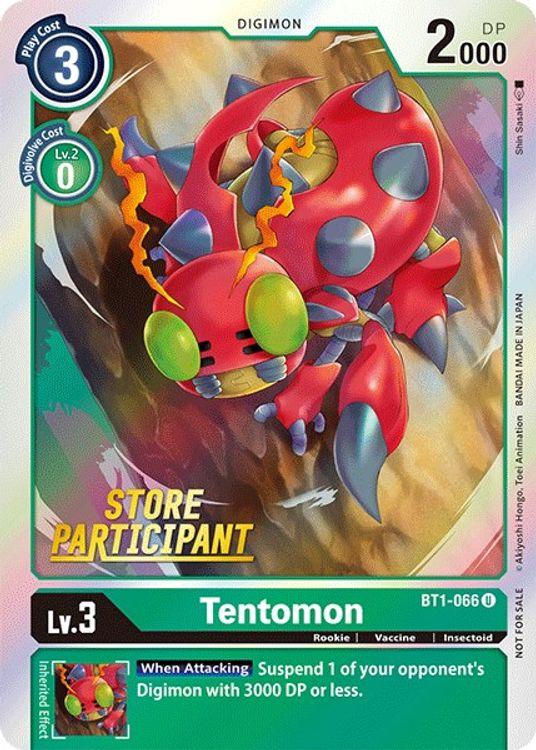 Play Cost
3
DIGIMON
DP
2000
Digivolve Cost
Lv.2
0
Shin Sasaki
STORE
PARTICIPANT
©Akiyoshi Hongo, Toei Animation BANDAI MADE IN JAPAN
NOT FOR SALE
Lv.3
Tentomon
BT1-066 U
Rookie | Vaccine | Insectoid
Inherited Effect
When Attacking Suspend 1 of your opponent's
Digimon with 3000 DP or less.